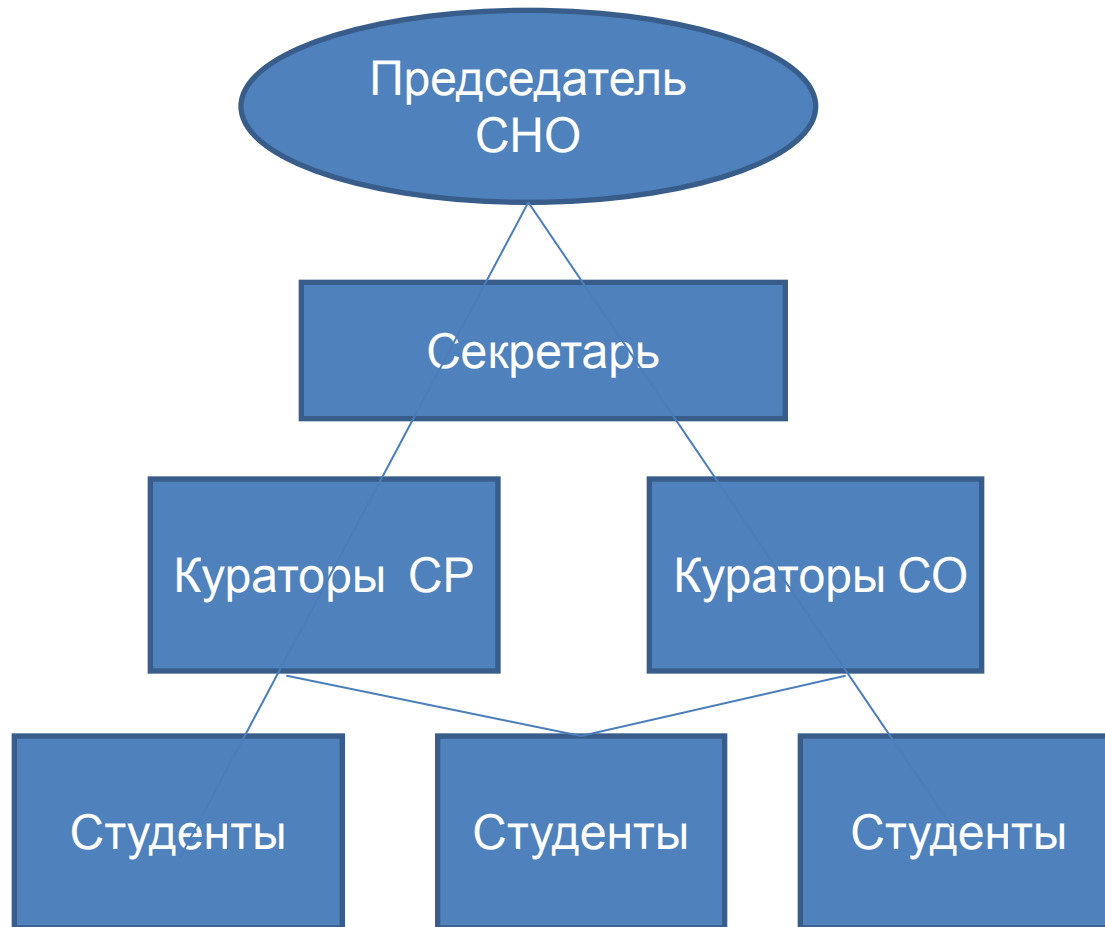 Председатель
СНО
Секретарь
Кураторы  СР
Кураторы СО
Студенты
Студенты
Студенты